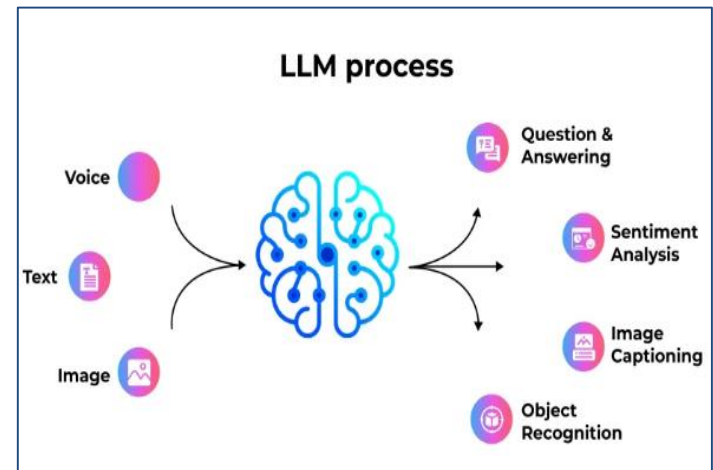 LLM process
Voice
Text
Image
Question &
Answering
Sentiment
Analysis
Image
Captioning
Object
Recognition